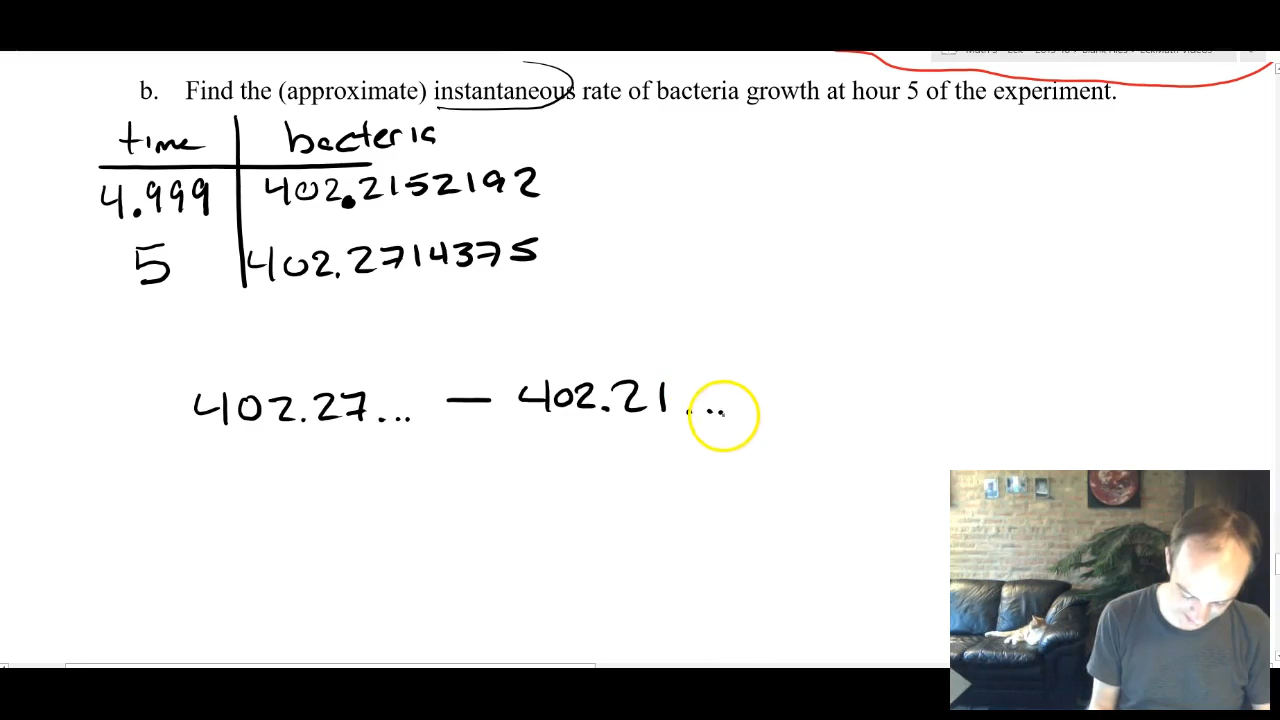 b. Find the (approximate) instantaneous rate of bacteria growth at hour 5 of the experiment.
time bacteria
4.999 402.2152192
5 402.2714375
402.27... — 402.21...